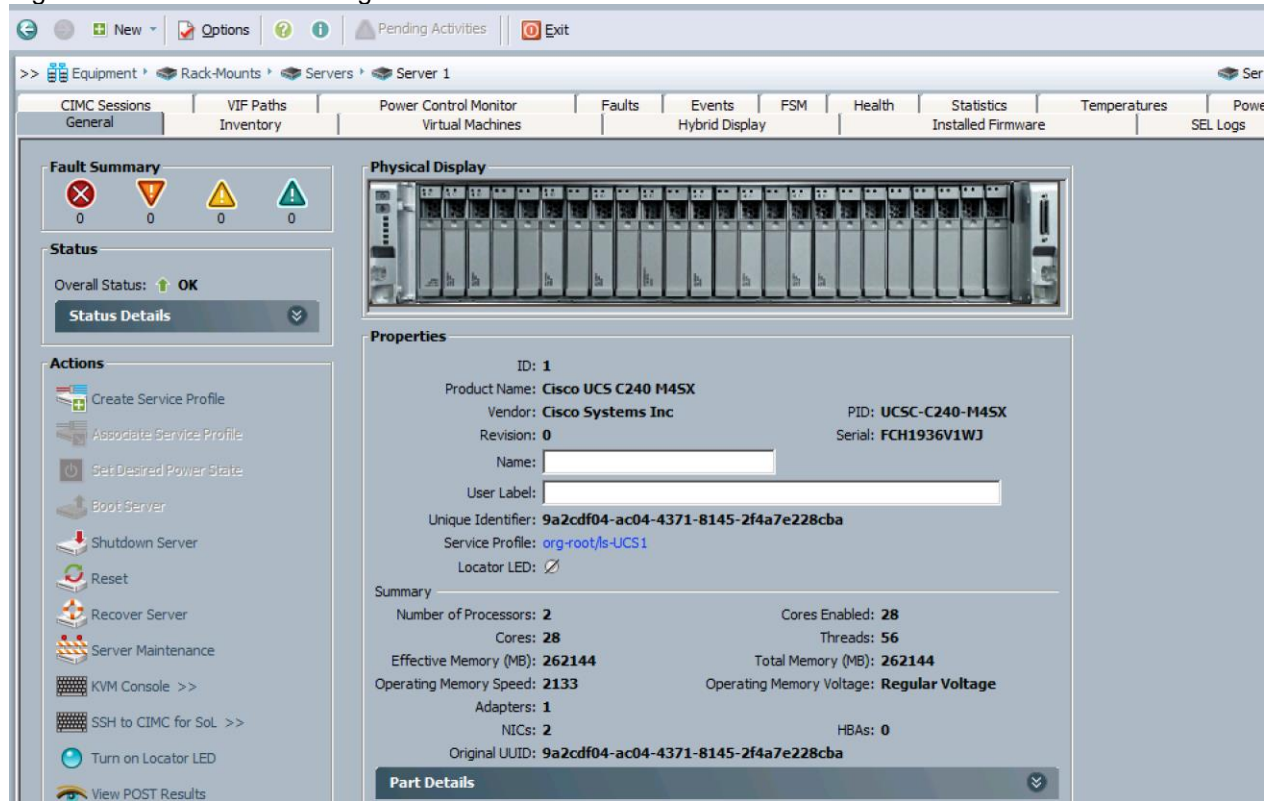 New
Options
Pending Activities
Exit
>> Equipment Rack-Mounts Servers Server 1
Ser
CIMC Sessions VIF Paths Power Control Monitor Faults Events FSM Health Statistics Temperatures Powe
General Inventory Virtual Machines Hybrid Display Installed Firmware SEL Logs
Fault Summary
0 0 0 0
Status
Overall Status: OK
Status Details
Actions
Create Service Profile
Associate Service Profile
Set Desired Power State
Boot Server
Shutdown Server
Reset
Recover Server
Server Maintenance
KVM Console >>
SSH to CIMC for SoL >>
Turn on Locator LED
View POST Results
Physical Display
Properties
ID: 1
Product Name: Cisco UCS C240 M4SX
Vendor: Cisco Systems Inc PID: UCSC-C240-M4SX
Revision: 0 Serial: FCH1936V1WJ
Name:
User Label:
Unique Identifier: 9a2cdf04-ac04-4371-8145-2f4a7e228cba
Service Profile: org-root/ls-UCS1
Locator LED:
Summary
Number of Processors: 2 Cores Enabled: 28
Cores: 28 Threads: 56
Effective Memory (MB): 262144 Total Memory (MB): 262144
Operating Memory Speed: 2133 Operating Memory Voltage: Regular Voltage
Adapters: 1
NICs: 2 HBAs: 0
Original UUID: 9a2cdf04-ac04-4371-8145-2f4a7e228cba
Part Details